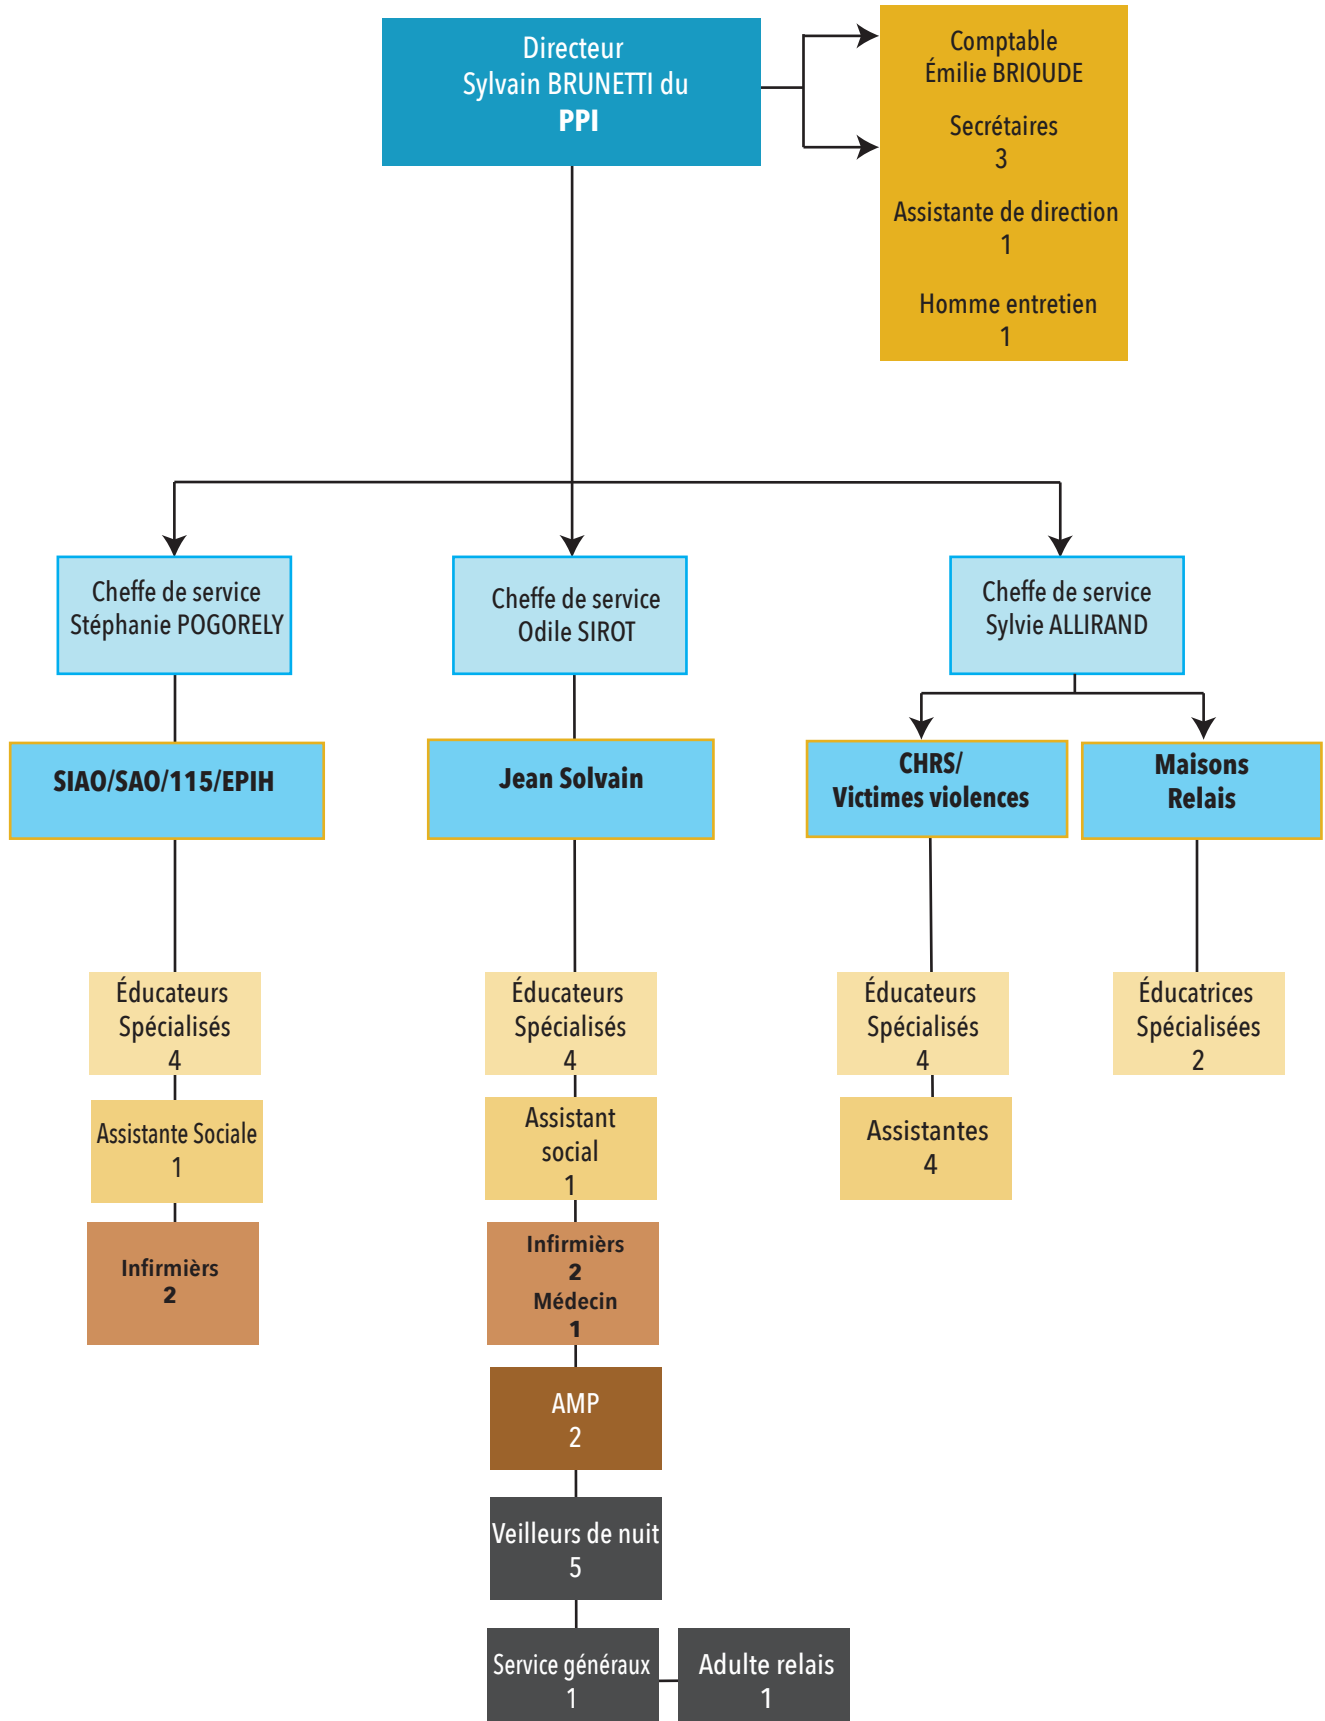 Directeur
Sylvain BRUNETTI du
PPI
Comptable
Émilie BRIOUDE
Secrétaires
3
Assistante de direction
1
Homme entretien
1
Cheffe de service
Stéphanie POGORELY
Cheffe de service
Odile SIROT
Cheffe de service
Sylvie ALLIRAND
SIAO/SAO/115/EPIH
Jean Solvain
CHRS/
Victimes violences
Maisons
Relais
Éducateurs
Spécialisés
4
Éducateurs
Spécialisés
4
Éducateurs
Spécialisés
4
Éducatrices
Spécialisées
2
Assistante Sociale
1
Assistant
social
1
Assistantes
4
Infirmièrs
2
Infirmièrs
2
Médecin
1
AMP
2
Veilleurs de nuit
5
Service généraux
1
Adulte relais
1